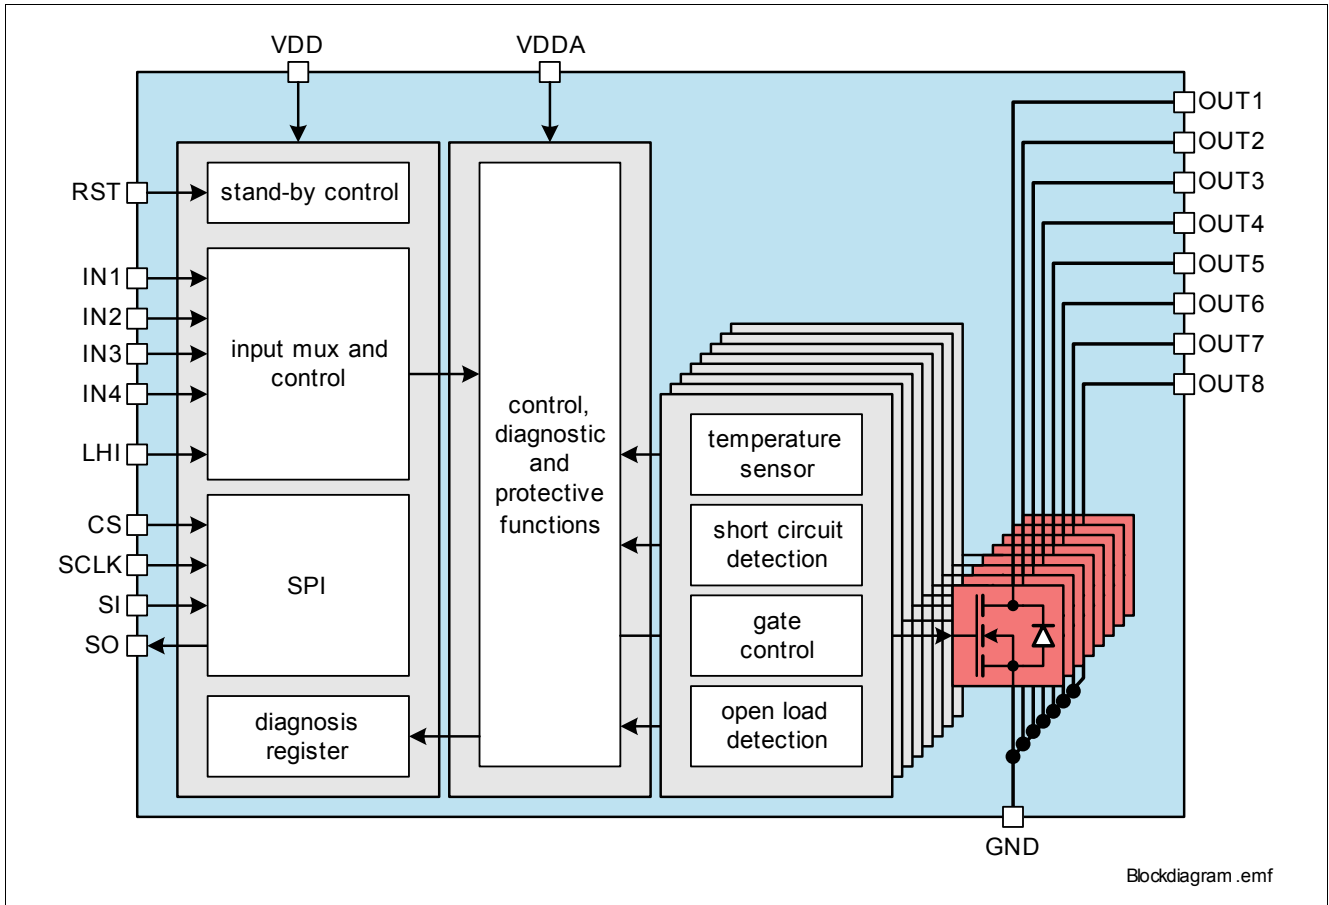 VDD
VDDA
OUT1
OUT2
OUT3
OUT4
OUT5
OUT6
OUT7
OUT8
RST
IN1
IN2
IN3
IN4
LHI
CS
SCLK
SI
SO
stand-by control
input mux and
control
SPI
diagnosis
register
control,
diagnostic
and
protective
functions
temperature
sensor
short circuit
detection
gate
control
open load
detection
GND
Blockdiagram.emf